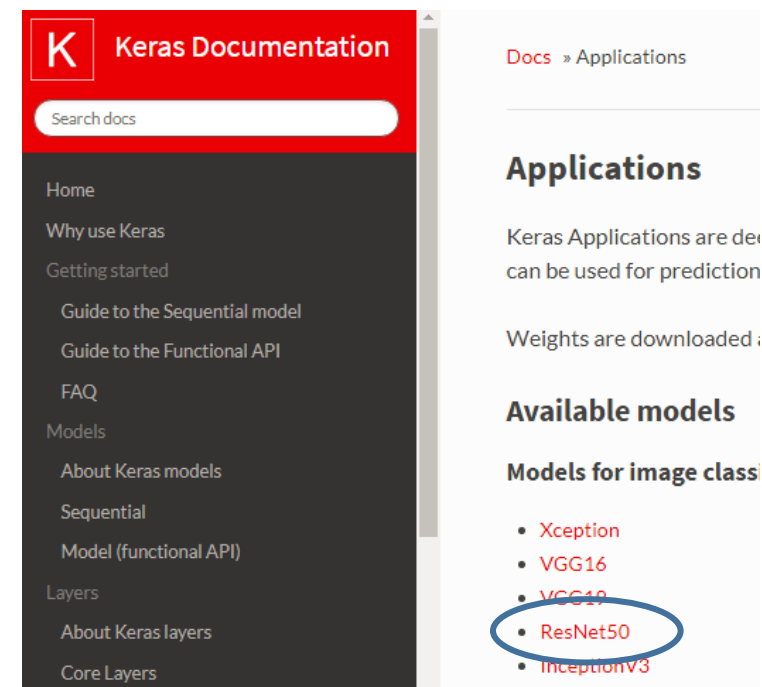 K
Keras Documentation
Search docs
Home
Why use Keras
Getting started
Guide to the Sequential model
Guide to the Functional API
FAQ
Models
About Keras models
Sequential
Model (functional API)
Layers
About Keras layers
Core Layers
Docs » Applications
Applications
Keras Applications are
can be used for prediction
Weights are downloaded
Available models
Models for image
• Xception
• VGG16
• VGG19
• ResNet50
• InceptionV3